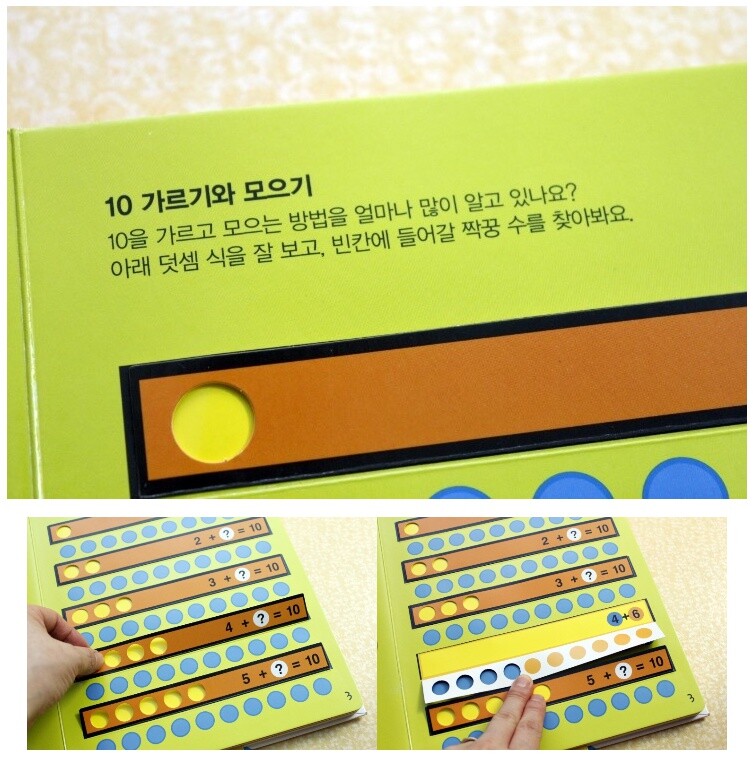 10 가르기와 모으기
10을 가르고 모으는 방법을 얼마나 많이 알고 있나요?
아래 덧셈 식을 잘 보고, 빈칸에 들어갈 짝꿍 수를 찾아봐요.
2 + ? = 10
3 + ? = 10
4 + ? = 10
5 + ? = 10
3
2 + ? = 10
3 + ? = 10
4 + 6
5 + ? = 10
3